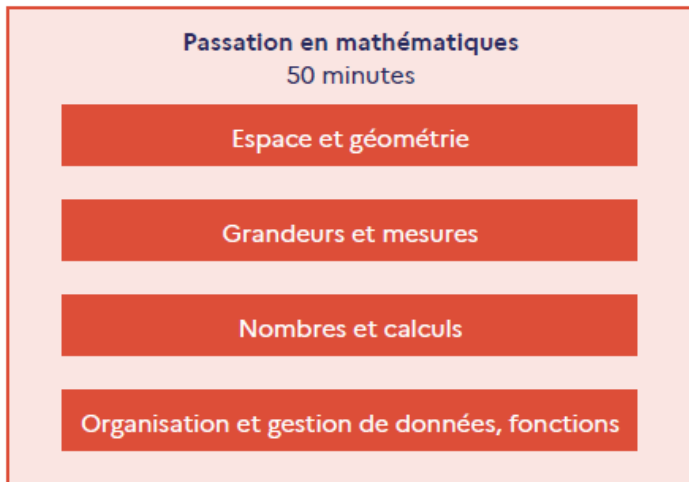 Passation en mathématiques
50 minutes
Espace et géométrie
Grandeurs et mesures
Nombres et calculs
Organisation et gestion de données, fonctions